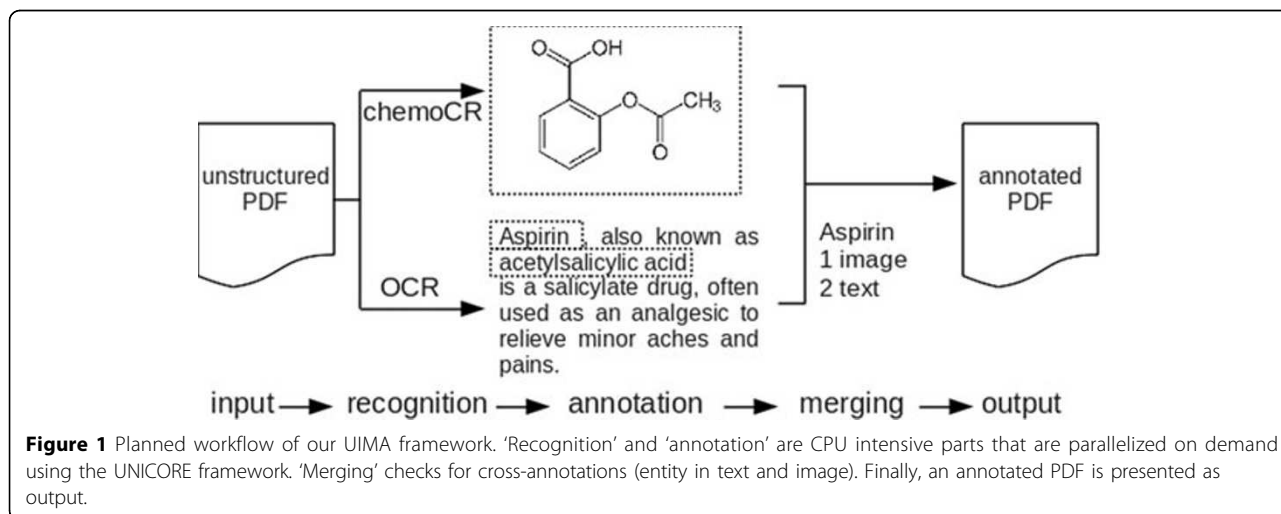 unstructured
PDF
chemoCR
OCR
O
OH
O
CH3
O
Aspirin, also known as
acetylsalicylic acid
is a salicylate drug, often
used as an analgesic to
relieve minor aches and
pains.
Aspirin
1 image
2 text
annotated
PDF
input recognition annotation merging output
Figure 1 Planned workflow of our UIMA framework. ‘Recognition’ and ‘annotation’ are CPU intensive parts that are parallelized on demand
using the UNICORE framework. ‘Merging’ checks for cross-annotations (entity in text and image). Finally, an annotated PDF is presented as
output.